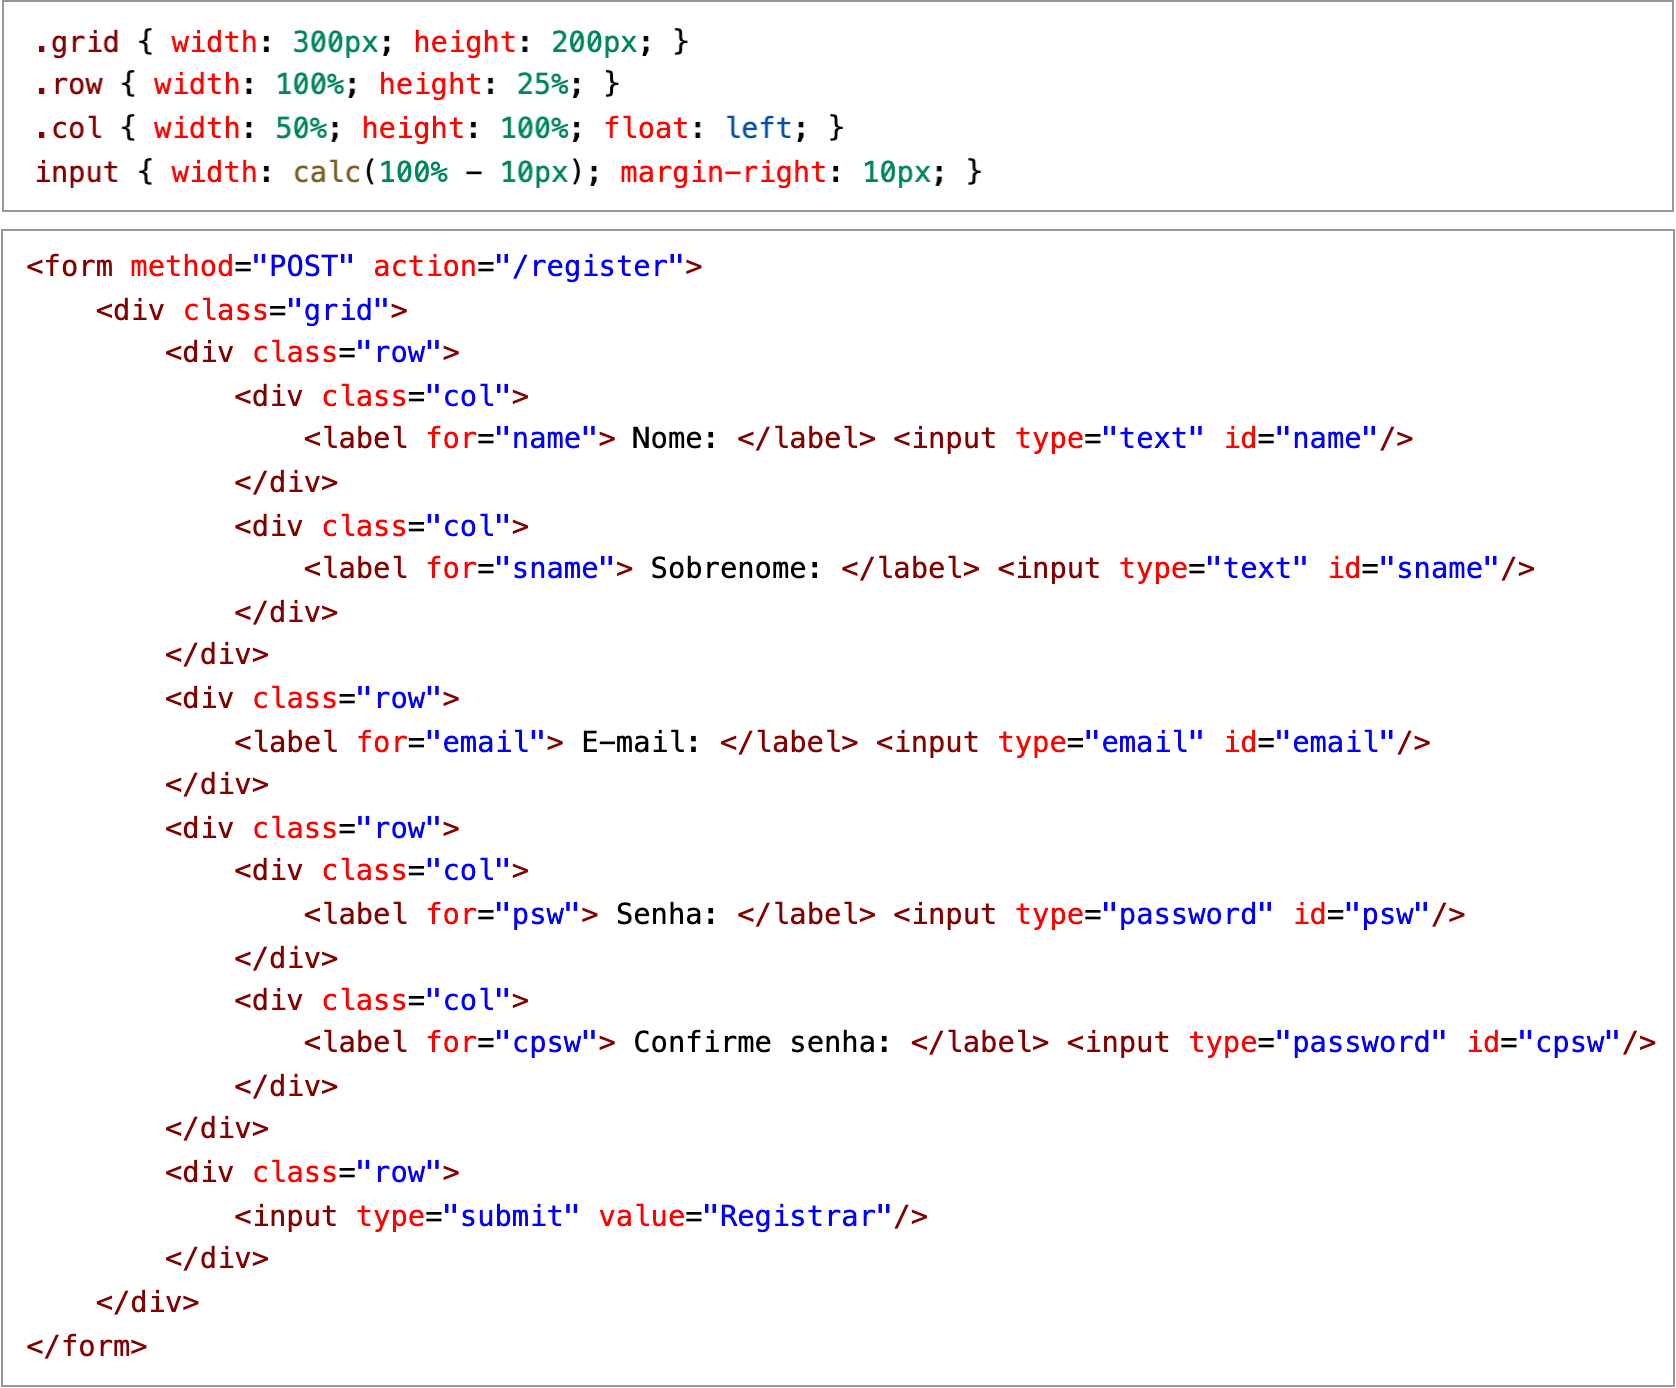 .grid { width: 300px; height: 200px; }
.row { width: 100%; height: 25%; }
.col { width: 50%; height: 100%; float: left; }
input { width: calc(100% - 10px); margin-right: 10px; }
<form method="POST" action="/register">
    <div class="grid">
        <div class="row">
            <div class="col">
                <label for="name"> Nome: </label> <input type="text" id="name"/>
            </div>
            <div class="col">
                <label for="sname"> Sobrenome: </label> <input type="text" id="sname"/>
            </div>
        </div>
        <div class="row">
            <label for="email"> E-mail: </label> <input type="email" id="email"/>
        </div>
        <div class="row">
            <div class="col">
                <label for="psw"> Senha: </label> <input type="password" id="psw"/>
            </div>
            <div class="col">
                <label for="cpsw"> Confirme senha: </label> <input type="password" id="cpsw"/>
            </div>
        </div>
        <div class="row">
            <input type="submit" value="Registrar"/>
        </div>
    </div>
</form>